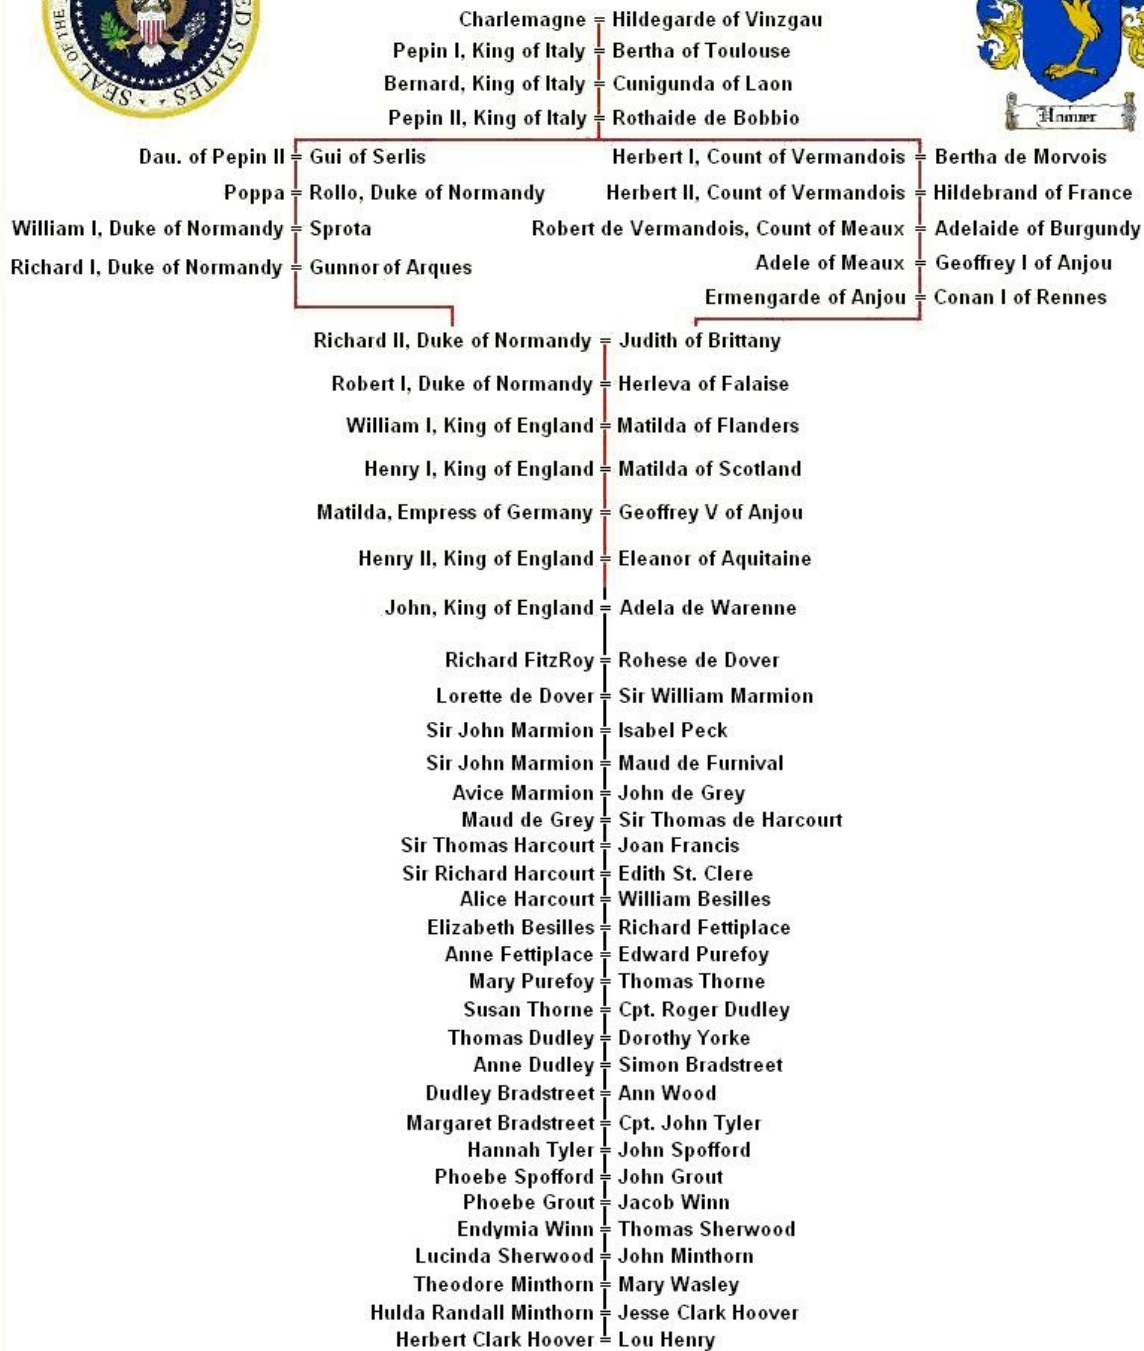 SEAL OF THE
ED STATES
Charlemagne = Hildegarde of Vinzgau
Pepin I, King of Italy = Bertha of Toulouse
Bernard, King of Italy = Cunigunda of Laon
Pepin II, King of Italy = Rothaide de Bobbio
Dau. of Pepin II = Gui of Serlis
Herbert I, Count of Vermandois = Bertha de Morvois
Poppa = Rollo, Duke of Normandy
Herbert II, Count of Vermandois = Hildebrand of France
William I, Duke of Normandy = Sprota
Robert de Vermandois, Count of Meaux = Adelaide of Burgundy
Richard I, Duke of Normandy = Gunnor of Arques
Adele of Meaux = Geoffrey I of Anjou
Ermengarde of Anjou = Conan I of Rennes
Richard II, Duke of Normandy = Judith of Brittany
Robert I, Duke of Normandy = Herleva of Falaise
William I, King of England = Matilda of Flanders
Henry I, King of England = Matilda of Scotland
Matilda, Empress of Germany = Geoffrey V of Anjou
Henry II, King of England = Eleanor of Aquitaine
John, King of England = Adela de Warenne
Richard FitzRoy = Rohese de Dover
Lorette de Dover = Sir William Marmion
Sir John Marmion = Isabel Peck
Sir John Marmion = Maud de Furnival
Avice Marmion = John de Grey
Maud de Grey = Sir Thomas de Harcourt
Sir Thomas Harcourt = Joan Francis
Sir Richard Harcourt = Edith St. Clere
Alice Harcourt = William Besilles
Elizabeth Besilles = Richard Fettiplace
Anne Fettiplace = Edward Purefoy
Mary Purefoy = Thomas Thorne
Susan Thorne = Cpt. Roger Dudley
Thomas Dudley = Dorothy Yorke
Anne Dudley = Simon Bradstreet
Dudley Bradstreet = Ann Wood
Margaret Bradstreet = Cpt. John Tyler
Hannah Tyler = John Spofford
Phoebe Spofford = John Grout
Phoebe Grout = Jacob Winn
Endymia Winn = Thomas Sherwood
Lucinda Sherwood = John Minthorn
Theodore Minthorn = Mary Wasley
Hulda Randall Minthorn = Jesse Clark Hoover
Herbert Clark Hoover = Lou Henry